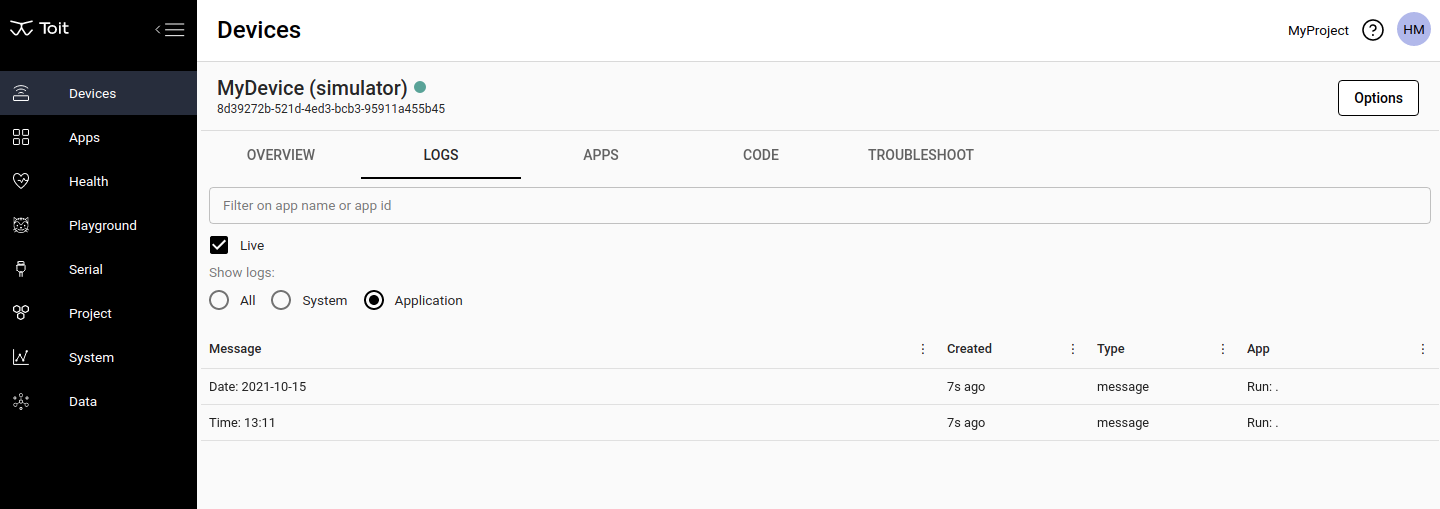 Toit
Devices
MyProject
HM
Devices
Apps
Health
Playground
Serial
Project
System
Data
MyDevice (simulator)
8d39272b-521d-4ed3-bcb3-95911a455b45
Options
OVERVIEW LOGS APPS CODE TROUBLESHOOT
Filter on app name or app id
Live
Show logs:
All System Application
Message Created Type App
Date: 2021-10-15 7s ago message Run: .
Time: 13:11 7s ago message Run: .